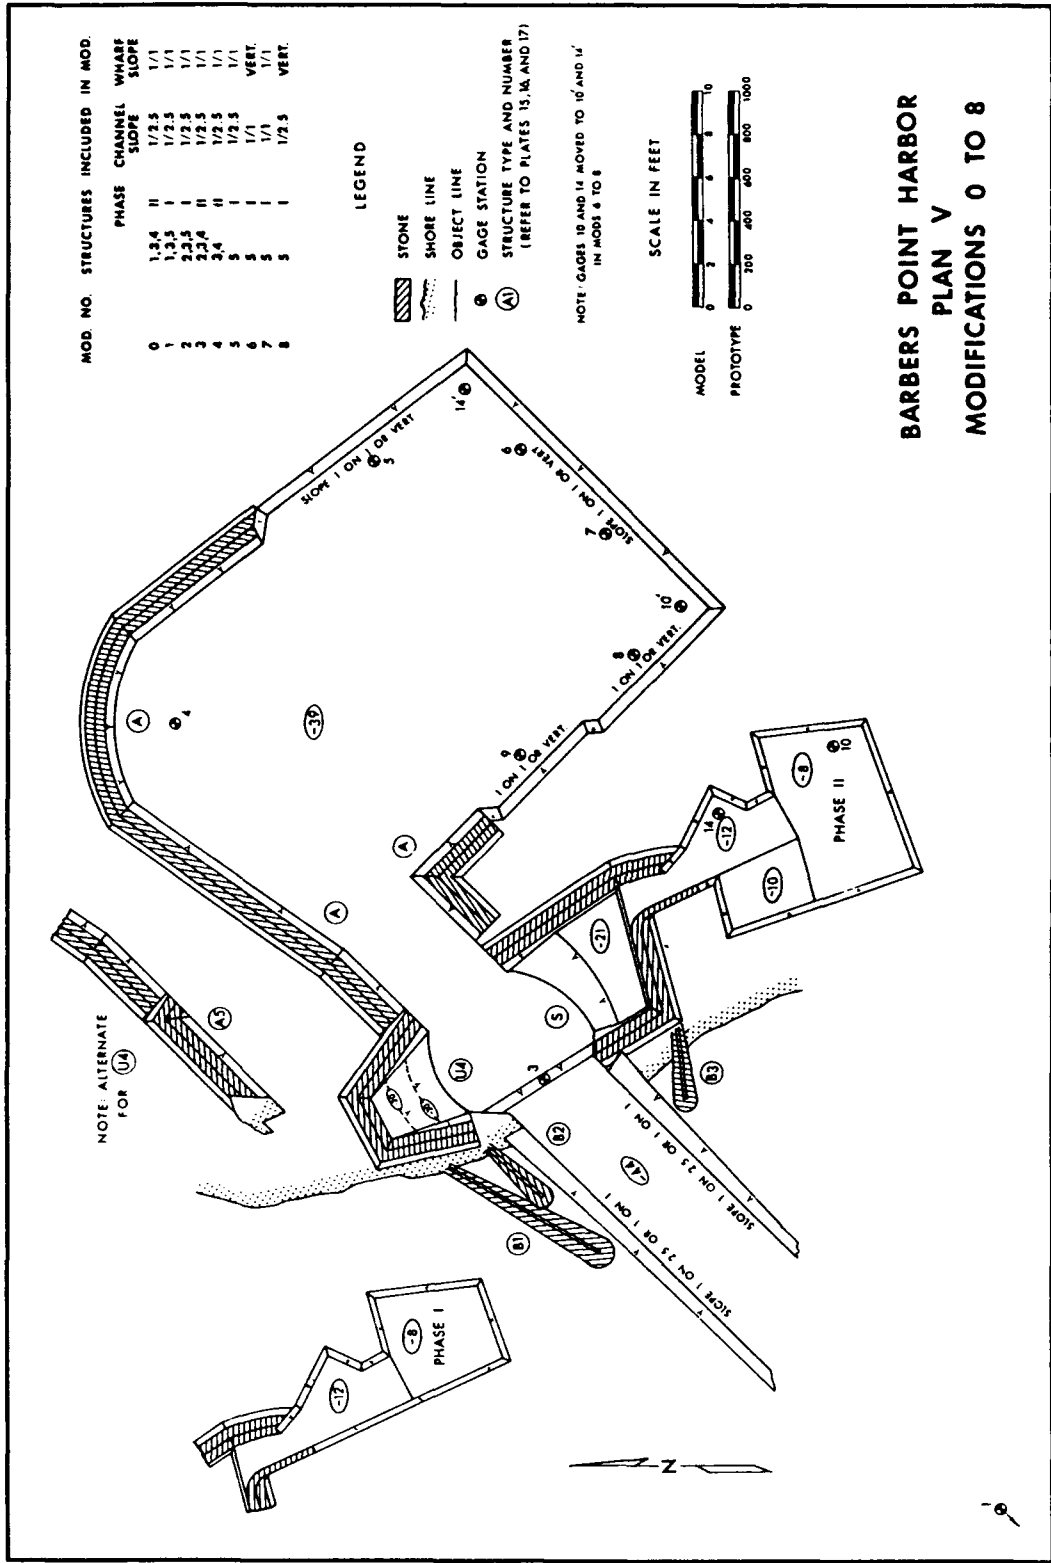 MOD. NO. STRUCTURES INCLUDED IN MOD.
PHASE CHANNEL SLOPE WHARF SLOPE
0 1,3,4 II 1/2.5 1/1
1 1,3,5 I 1/2.5 1/1
2 2,3,5 I 1/2.5 1/1
3 2,3,4 II 1/2.5 1/1
4 3,4 II 1/2.5 1/1
5 5 I 1/2.5 1/1
6 5 I 1/1 VERT.
7 5 I 1/1 1/1
8 5 I 1/2.5 VERT.
LEGEND
STONE
SHORE LINE
OBJECT LINE
GAGE STATION
A1 STRUCTURE TYPE AND NUMBER
(REFER TO PLATES 15,16, AND 17)
NOTE: GAGES 10 AND 14 MOVED TO 10' AND 14'
IN MODS 6 TO 8
SCALE IN FEET
MODEL 0 2 4 6 8 10
PROTOTYPE 0 200 400 600 800 1000
BARBERS POINT HARBOR
PLAN V
MODIFICATIONS 0 TO 8
NOTE: ALTERNATE
FOR U4
A5
A
A
A
4
-39
SLOPE 1 ON 1 OR VERT
5
14'
6
SLOPE 1 ON 1 OR VERT
7
10'
8
1 ON 1 OR VERT.
9
1 ON 1 OR VERT
U4
S
3
-21
14
-12
-10
-8
10
PHASE II
B1
B2
B3
-44
SLOPE 1 ON 2.5 OR 1 ON 1
SLOPE 1 ON 2.5 OR 1 ON 1
-12
-8
PHASE I
N
1